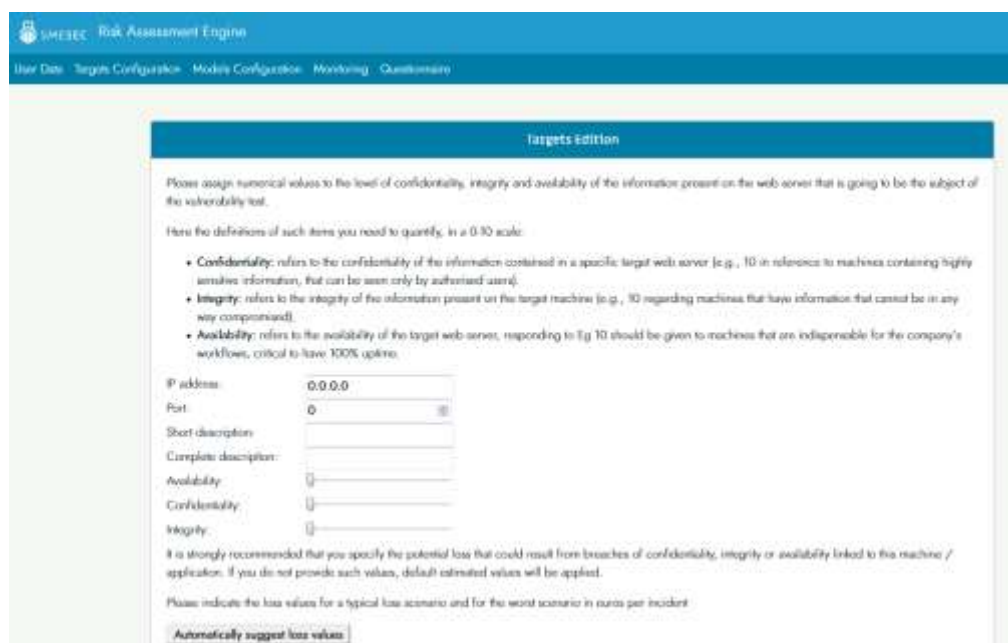 SMESEC Risk Assessment Engine
User Data Targets Configuration Models Configuration Monitoring Questionnaire
Targets Edition
Please assign numerical values to the level of confidentiality, integrity and availability of the information present on the web server that is going to be the subject of
the vulnerability test.
Here the definitions of such items you need to quantify, in a 0-10 scale:
• Confidentiality: refers to the confidentiality of the information contained in a specific target web server (e.g., 10 in reference to machines containing highly
sensitive information, that can be seen only by authorised users).
• Integrity: refers to the integrity of the information present on the target machine (e.g., 10 regarding machines that have information that cannot be in any
way compromised).
• Availability: refers to the availability of the target web server, responding to Eg 10 should be given to machines that are indispensable for the company's
workflows, critical to have 100% uptime.
IP address: 0.0.0.0
Port: 0
Short description:
Complete description:
Availability:
Confidentiality:
Integrity:
It is strongly recommended that you specify the potential loss that could result from breaches of confidentiality, integrity or availability linked to this machine /
application. If you do not provide such values, default estimated values will be applied.
Please indicate the loss values for a typical loss scenario and for the worst scenario in euros per incident
Automatically suggest loss values